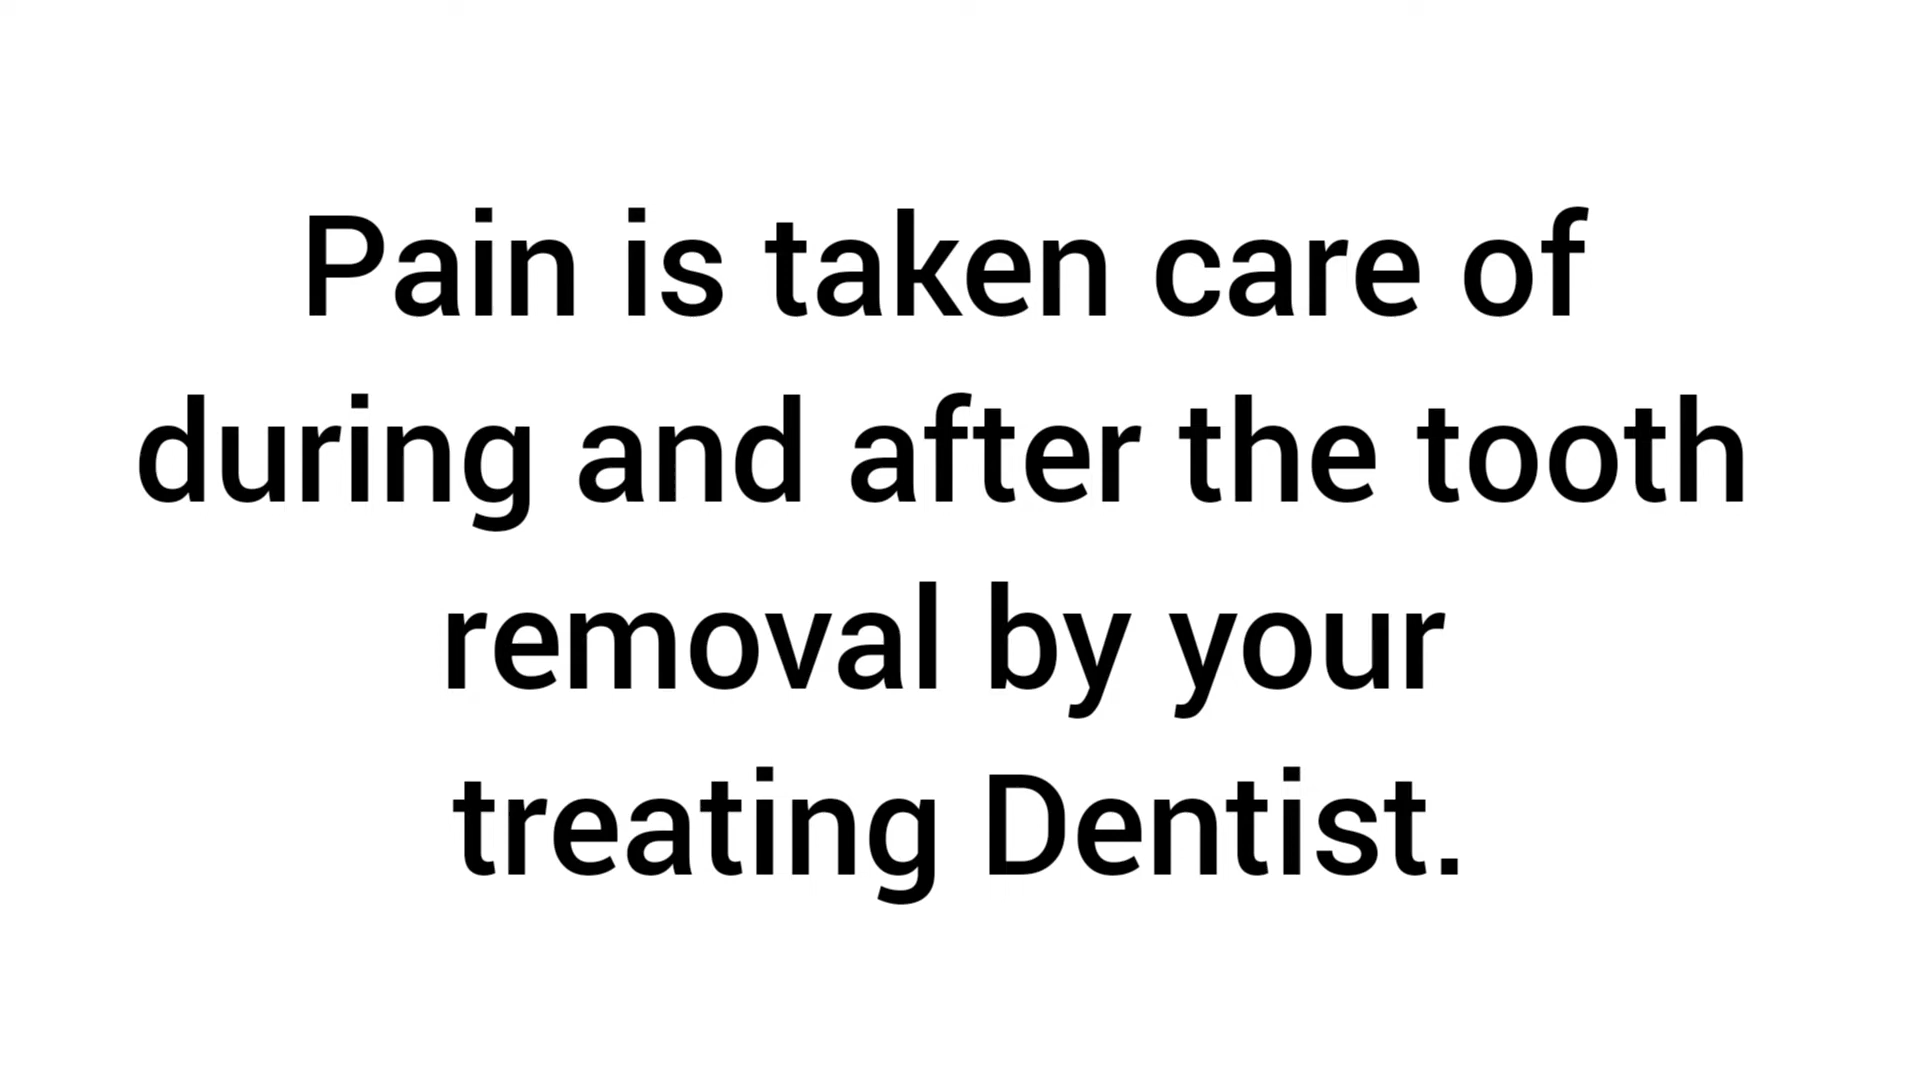 Pain is taken care of
during and after the tooth
removal by your
treating Dentist.